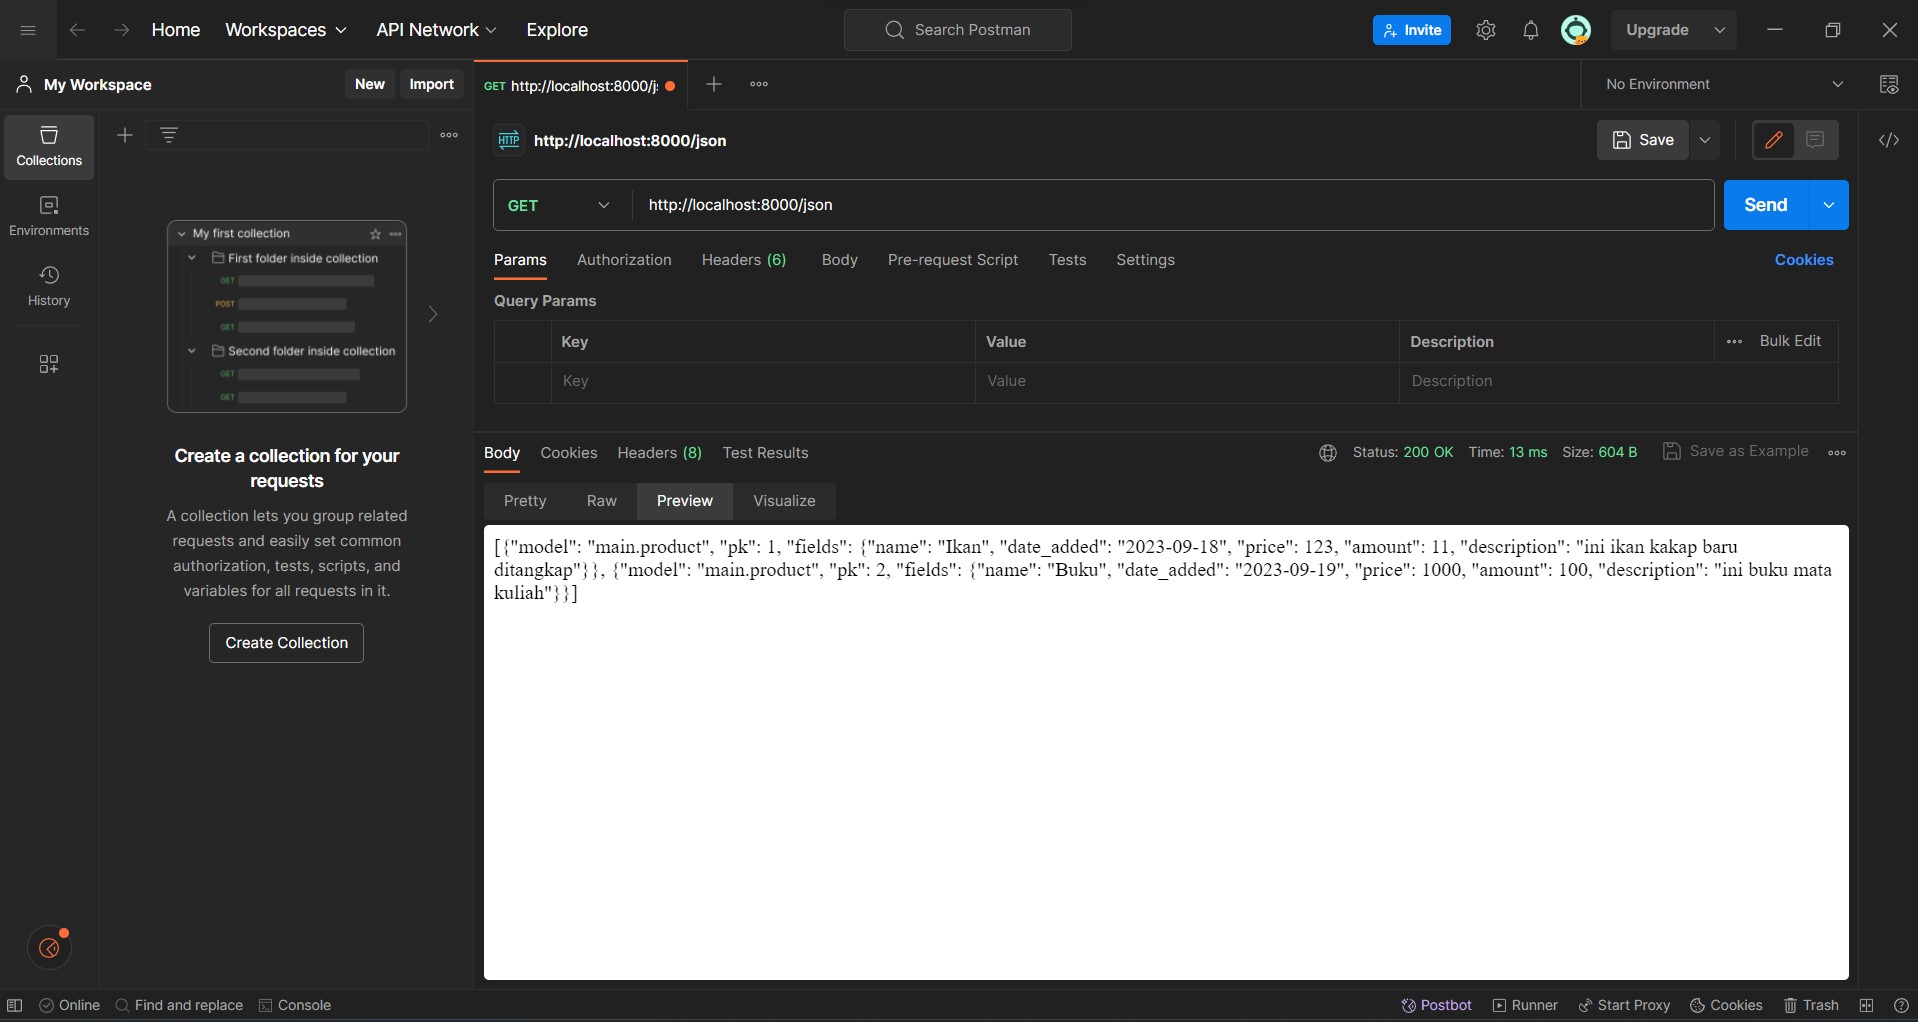 Home Workspaces API Network Explore Search Postman Invite Upgrade
My Workspace New Import GET http://localhost:8000/j No Environment
Collections
Environments
History
My first collection
First folder inside collection
GET
POST
GET
Second folder inside collection
GET
GET
Create a collection for your
requests
A collection lets you group related
requests and easily set common
authorization, tests, scripts, and
variables for all requests in it.
Create Collection
HTTP http://localhost:8000/json Save
GET http://localhost:8000/json Send
Params Authorization Headers (6) Body Pre-request Script Tests Settings Cookies
Query Params
Key Value Description Bulk Edit
Key Value Description
Body Cookies Headers (8) Test Results Status: 200 OK Time: 13 ms Size: 604 B Save as Example
Pretty Raw Preview Visualize
[{"model": "main.product", "pk": 1, "fields": {"name": "Ikan", "date_added": "2023-09-18", "price": 123, "amount": 11, "description": "ini ikan kakap baru
ditangkap"}}, {"model": "main.product", "pk": 2, "fields": {"name": "Buku", "date_added": "2023-09-19", "price": 1000, "amount": 100, "description": "ini buku mata
kuliah"}}]
Online Find and replace Console Postbot Runner Start Proxy Cookies Trash